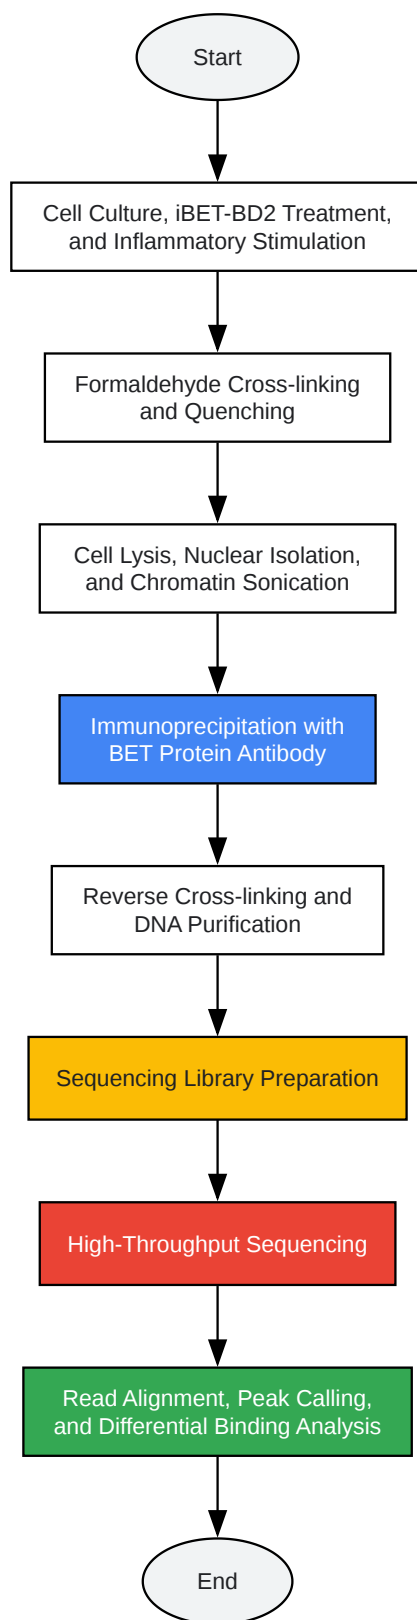 Start
Cell Culture, iBET-BD2 Treatment,
and Inflammatory Stimulation
Formaldehyde Cross-linking
and Quenching
Cell Lysis, Nuclear Isolation,
and Chromatin Sonication
Immunoprecipitation with
BET Protein Antibody
Reverse Cross-linking and
DNA Purification
Sequencing Library Preparation
High-Throughput Sequencing
Read Alignment, Peak Calling,
and Differential Binding Analysis
End